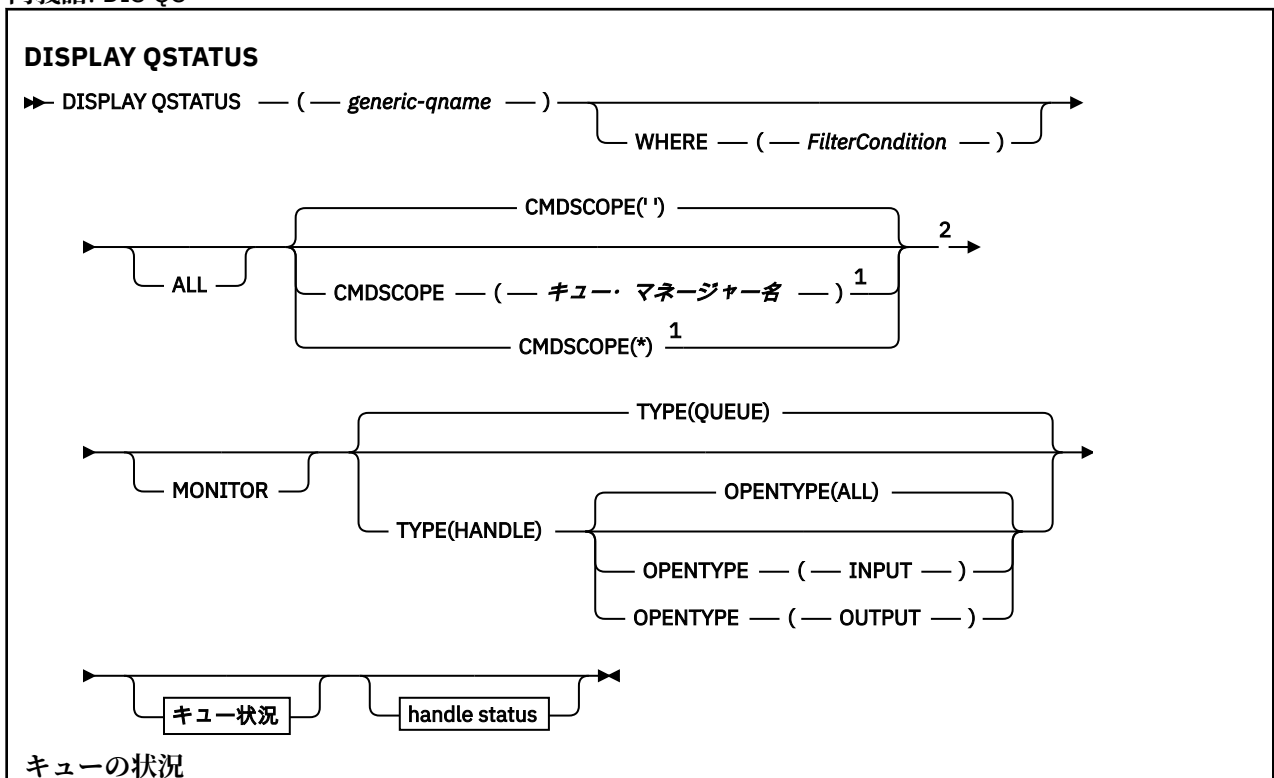 DISPLAY QSTATUS
DISPLAY QSTATUS ( generic-qname )
WHERE ( FilterCondition )
CMDSCOPE(' ')
2
ALL
CMDSCOPE ( キュー・マネージャー名 ) 1
CMDSCOPE(*) 1
TYPE(QUEUE)
MONITOR
OPENTYPE(ALL)
TYPE(HANDLE)
OPENTYPE ( INPUT )
OPENTYPE ( OUTPUT )
キュー状況
handle status
キューの状況